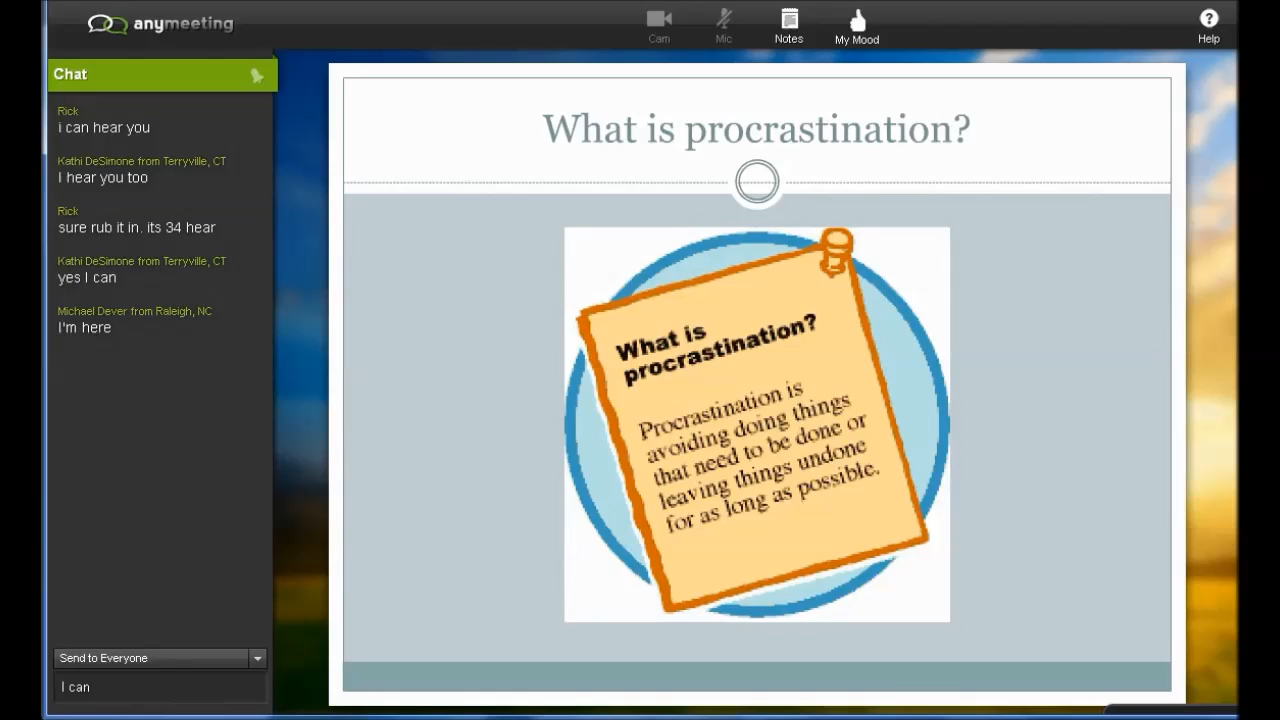 anymeeting
Cam
Mic
Notes
My Mood
Help
Chat
Rick
i can hear you
Kathi DeSimone from Terryville, CT
I hear you too
Rick
sure rub it in. its 34 hear
Kathi DeSimone from Terryville, CT
yes I can
Michael Dever from Raleigh, NC
I'm here
Send to Everyone
I can
What is procrastination?
What is
procrastination?
Procrastination is
avoiding doing things
that need to be done or
leaving things undone
for as long as possible.